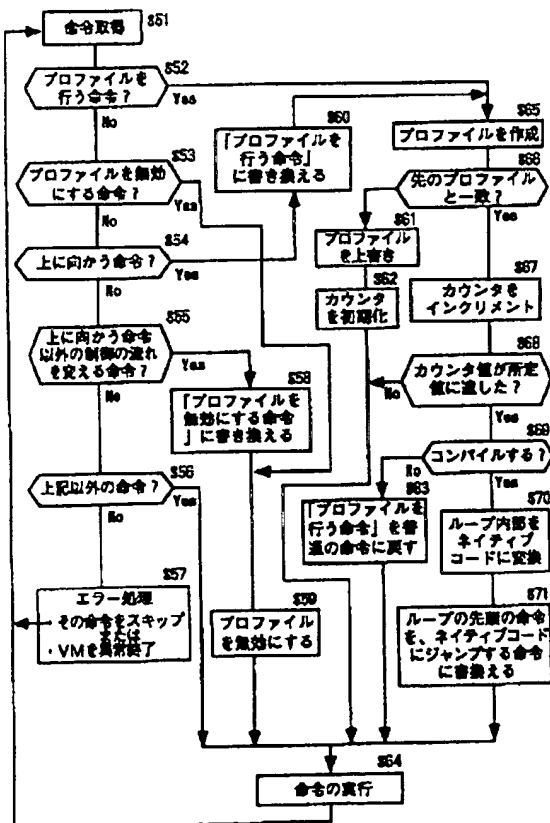 S51
命令取得
S52
プロファイルを
行う命令？
Yes
No
S53
プロファイルを無効
にする命令？
Yes
No
S54
上に向かう命令？
Yes
No
S55
上に向かう命令
以外の制御の流れ
を変える命令？
Yes
No
S56
上記以外の命令？
Yes
No
S57
エラー処理
・その命令をスキップ
または
・VMを異常終了
S58
「プロファイルを
無効にする命令
」に書き換える
S59
プロファイル
を無効にする
S60
「プロファイルを
行う命令」
に書き換える
S61
プロファイル
を上書き
S62
カウンタ
を初期化
S63
「プロファイルを
行う命令」を普
通の命令に戻す
S64
命令の実行
S65
プロファイルを作成
S66
先のプロファイル
と一致？
Yes
S67
カウンタを
インクリメント
S68
カウンタ値が所定
値に達した？
No
Yes
S69
コンパイルする？
No
Yes
S70
ループ内部を
ネイティブ
コードに変換
S71
ループの先頭の命令
を、ネイティブコード
にジャンプする命令
に書換える